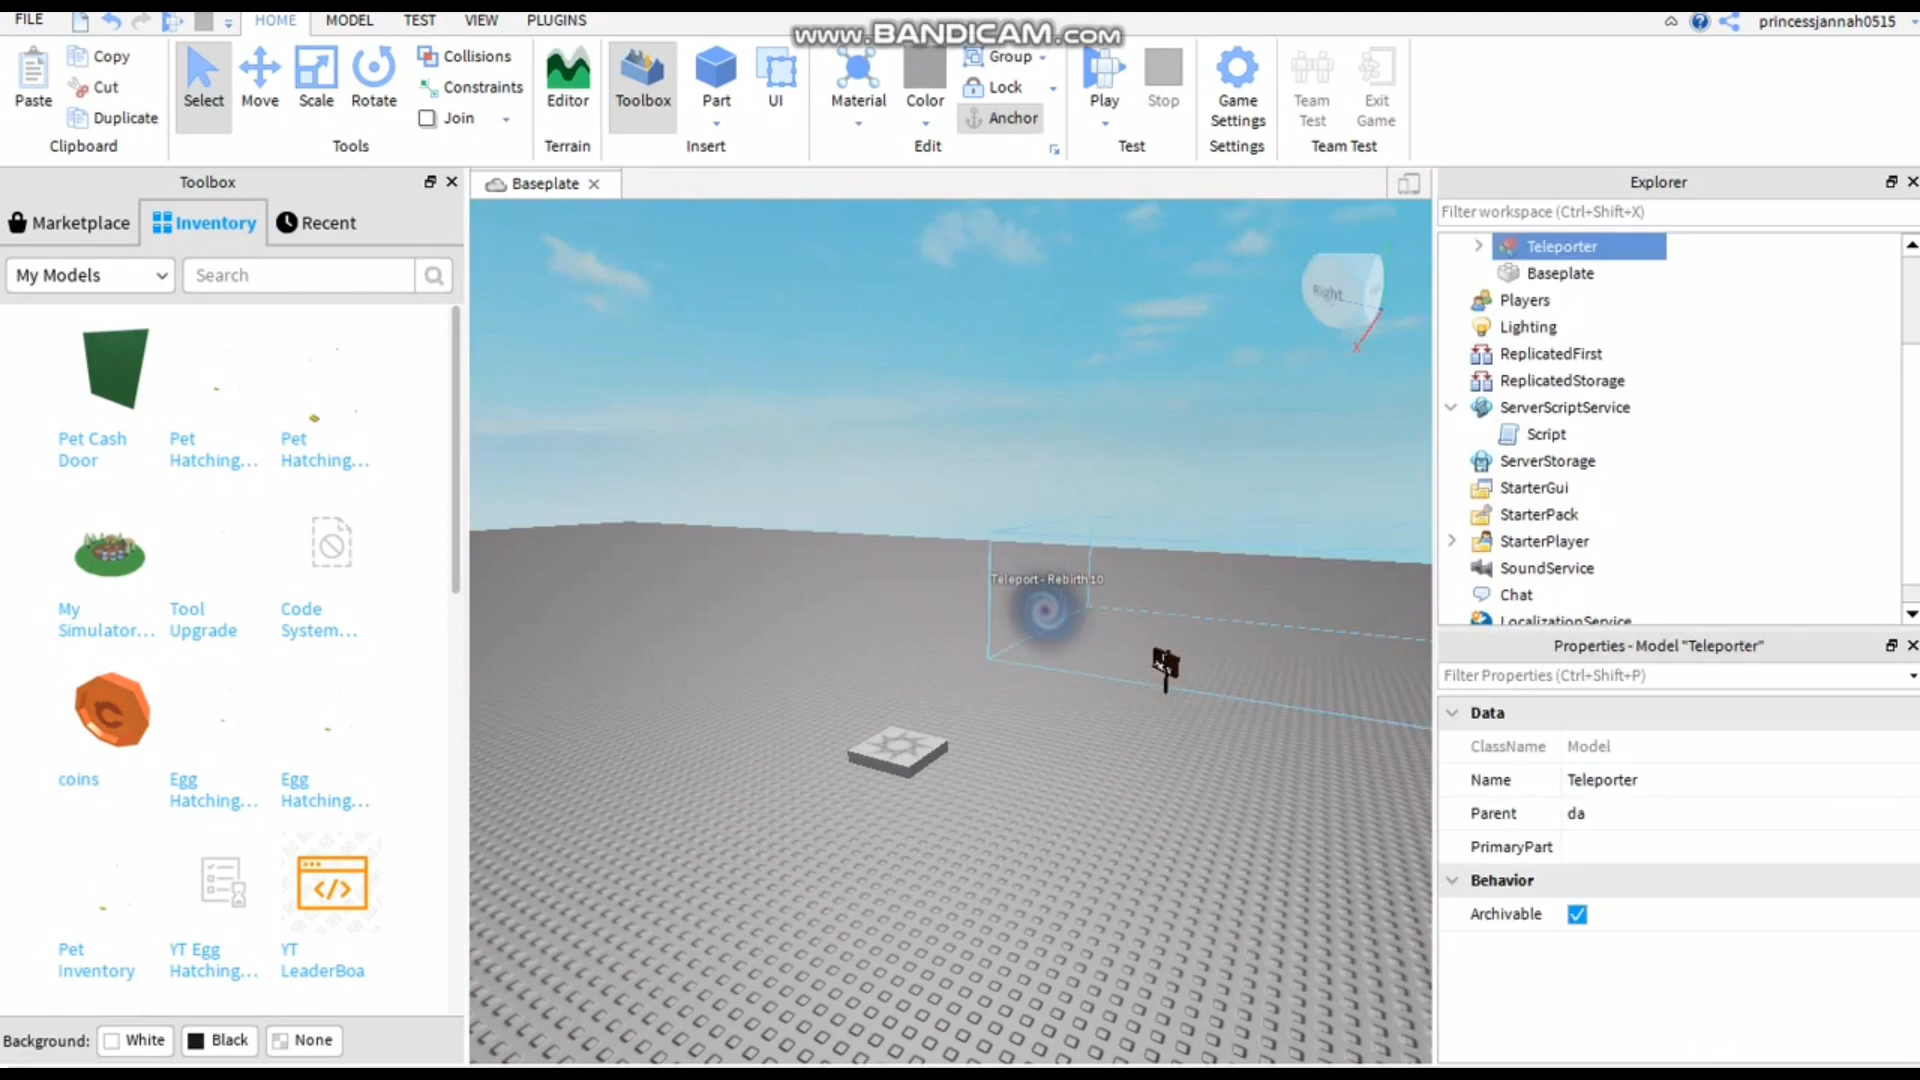 FILE
HOME
MODEL
TEST
VIEW
PLUGINS
www.BANDICAM.com
princessjannah0515
Paste
Copy
Cut
Duplicate
Clipboard
Select
Move
Scale
Rotate
Collisions
Constraints
Join
Tools
Editor
Terrain
Toolbox
Part
UI
Insert
Material
Color
Group
Lock
Anchor
Edit
Play
Stop
Test
Game Settings
Settings
Team Test
Exit Game
Team Test
Toolbox
Marketplace
Inventory
Recent
My Models
Search
Pet Cash Door
Pet Hatching...
Pet Hatching...
My Simulator...
Tool Upgrade
Code System...
coins
Egg Hatching...
Egg Hatching...
Pet Inventory
YT Egg Hatching...
YT LeaderBoa
Background:
White
Black
None
Baseplate
Right
X
Teleport - Rebirth 10
Explorer
Filter workspace (Ctrl+Shift+X)
Teleporter
Baseplate
Players
Lighting
ReplicatedFirst
ReplicatedStorage
ServerScriptService
Script
ServerStorage
StarterGui
StarterPack
StarterPlayer
SoundService
Chat
LocalizationService
Properties - Model "Teleporter"
Filter Properties (Ctrl+Shift+P)
Data
ClassName Model
Name Teleporter
Parent da
PrimaryPart
Behavior
Archivable